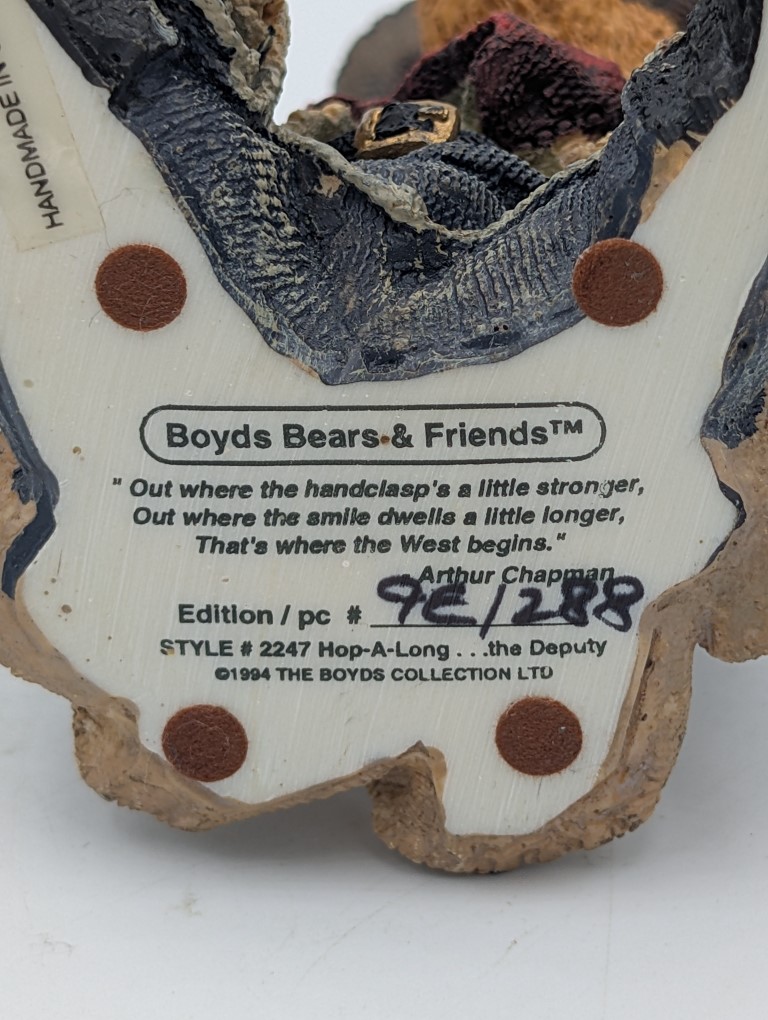 HANDMADE IN
Boyds Bears & Friends™
" Out where the handclasp's a little stronger,
Out where the smile dwells a little longer,
That's where the West begins."
Arthur Chapman
Edition / pc # 9E/288
STYLE # 2247 Hop-A-Long . . .the Deputy
©1994 THE BOYDS COLLECTION LTD